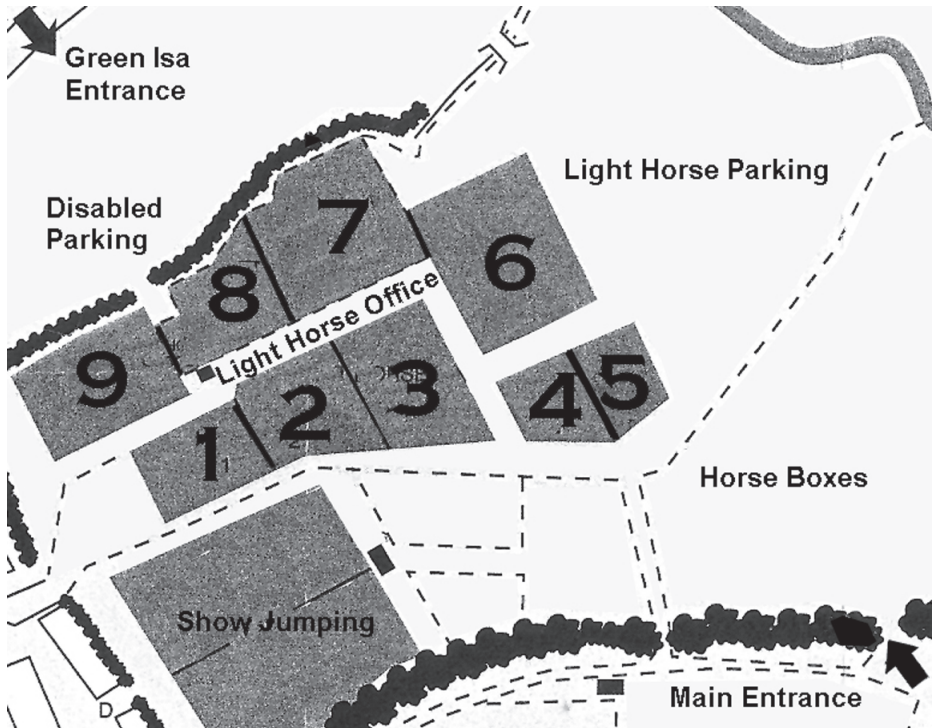 Green Isa
Entrance
Light Horse Parking
Disabled
Parking
7
6
8
Light Horse Office
9
5
4
3
2
1
Horse Boxes
Show Jumping
Main Entrance
D